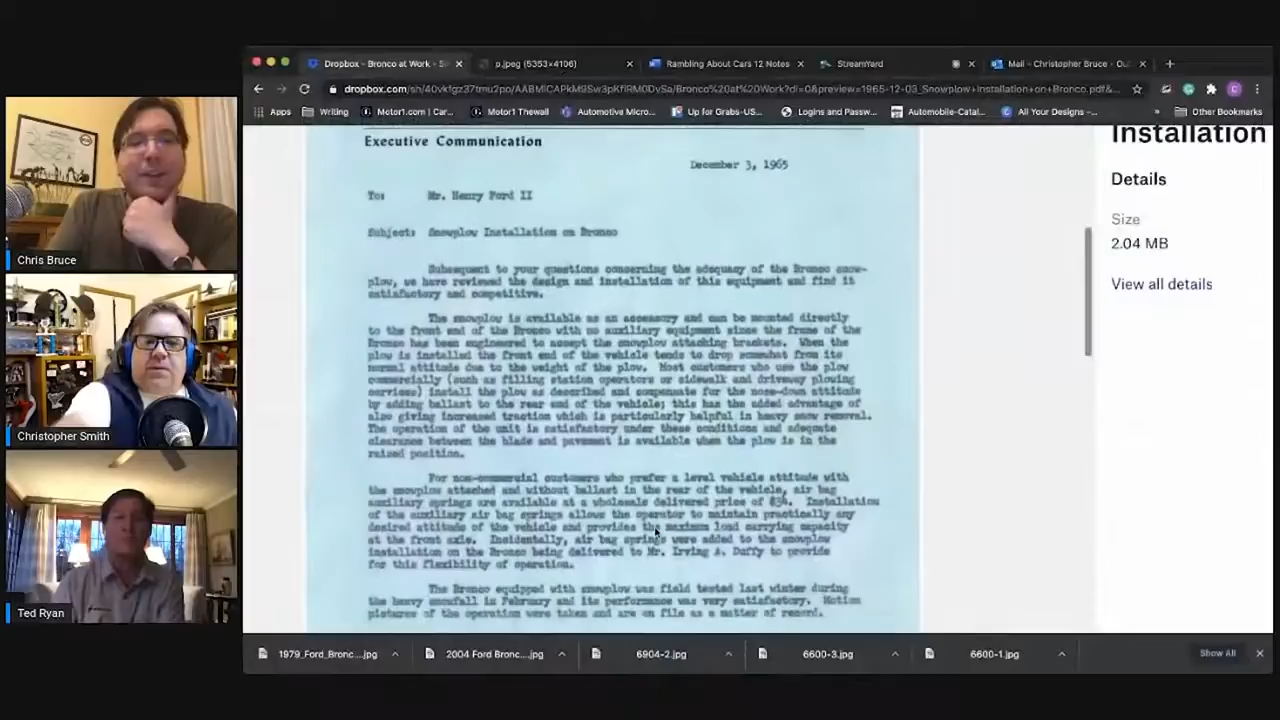 Dropbox - Bronco at Work - Si
p.jpeg (5353×4106)
Rambling About Cars 12 Notes
StreamYard
Mail - Christopher Bruce - Ou
dropbox.com
Apps
Writing
Motor1.com | Car...
Motor1 Thewall
Automotive Micro...
Up for Grabs-US...
Logins and Passw...
Automobile-Catal...
All Your Designs –...
Other Bookmarks
Executive Communication
December 3, 1965
To: Mr. Henry Ford II
Subject: Snowplow Installation on Bronco
Subsequent to your questions concerning the adequacy of the Bronco snow-
plow, we have reviewed the design and installation of this equipment and find it
satisfactory and competitive.
The snowplow is available as an accessory and can be mounted directly
to the front end of the Bronco with no auxiliary equipment since the frame of the
Bronco has been engineered to accept the snowplow attaching brackets. When the
plow is installed the front end of the vehicle tends to drop somewhat from its
normal attitude due to the weight of the plow. Most customers who use the plow
commercially (such as filling station operators or sidewalk and driveway plowing
services) install the plow as described and compensate for the nose-down attitude
by adding ballast to the rear end of the vehicle; this has the added advantage of
also giving increased traction which is particularly helpful in heavy snow removal.
The operation of the unit is satisfactory under these conditions and adequate
clearance between the blade and pavement is available when the plow is in the
raised position.
For non-commercial customers who prefer a level vehicle attitude with
the snowplow attached and without ballast in the rear of the vehicle, air bag
auxiliary springs are available at a wholesale delivered price of Installation
of the auxiliary air bag springs allows the operator to maintain practically any
desired attitude of the vehicle and provides the maximum load carrying capacity
at the front axle. Incidentally, air bag springs were added to the snowplow
installation on the Bronco being delivered to Mr. Irving A. Duffy to provide
for this flexibility of operation.
The Bronco equipped with snowplow was field tested last winter during
the heavy snowfall in February and its performance was very satisfactory. Motion
pictures of the operation were taken and are on file as a matter of record.
Installation
Details
Size
2.04 MB
View all details
Chris Bruce
Christopher Smith
Ted Ryan
1979_Ford_Bronc....jpg
2004 Ford Bronc....jpg
6904-2.jpg
6600-3.jpg
6600-1.jpg
Show All